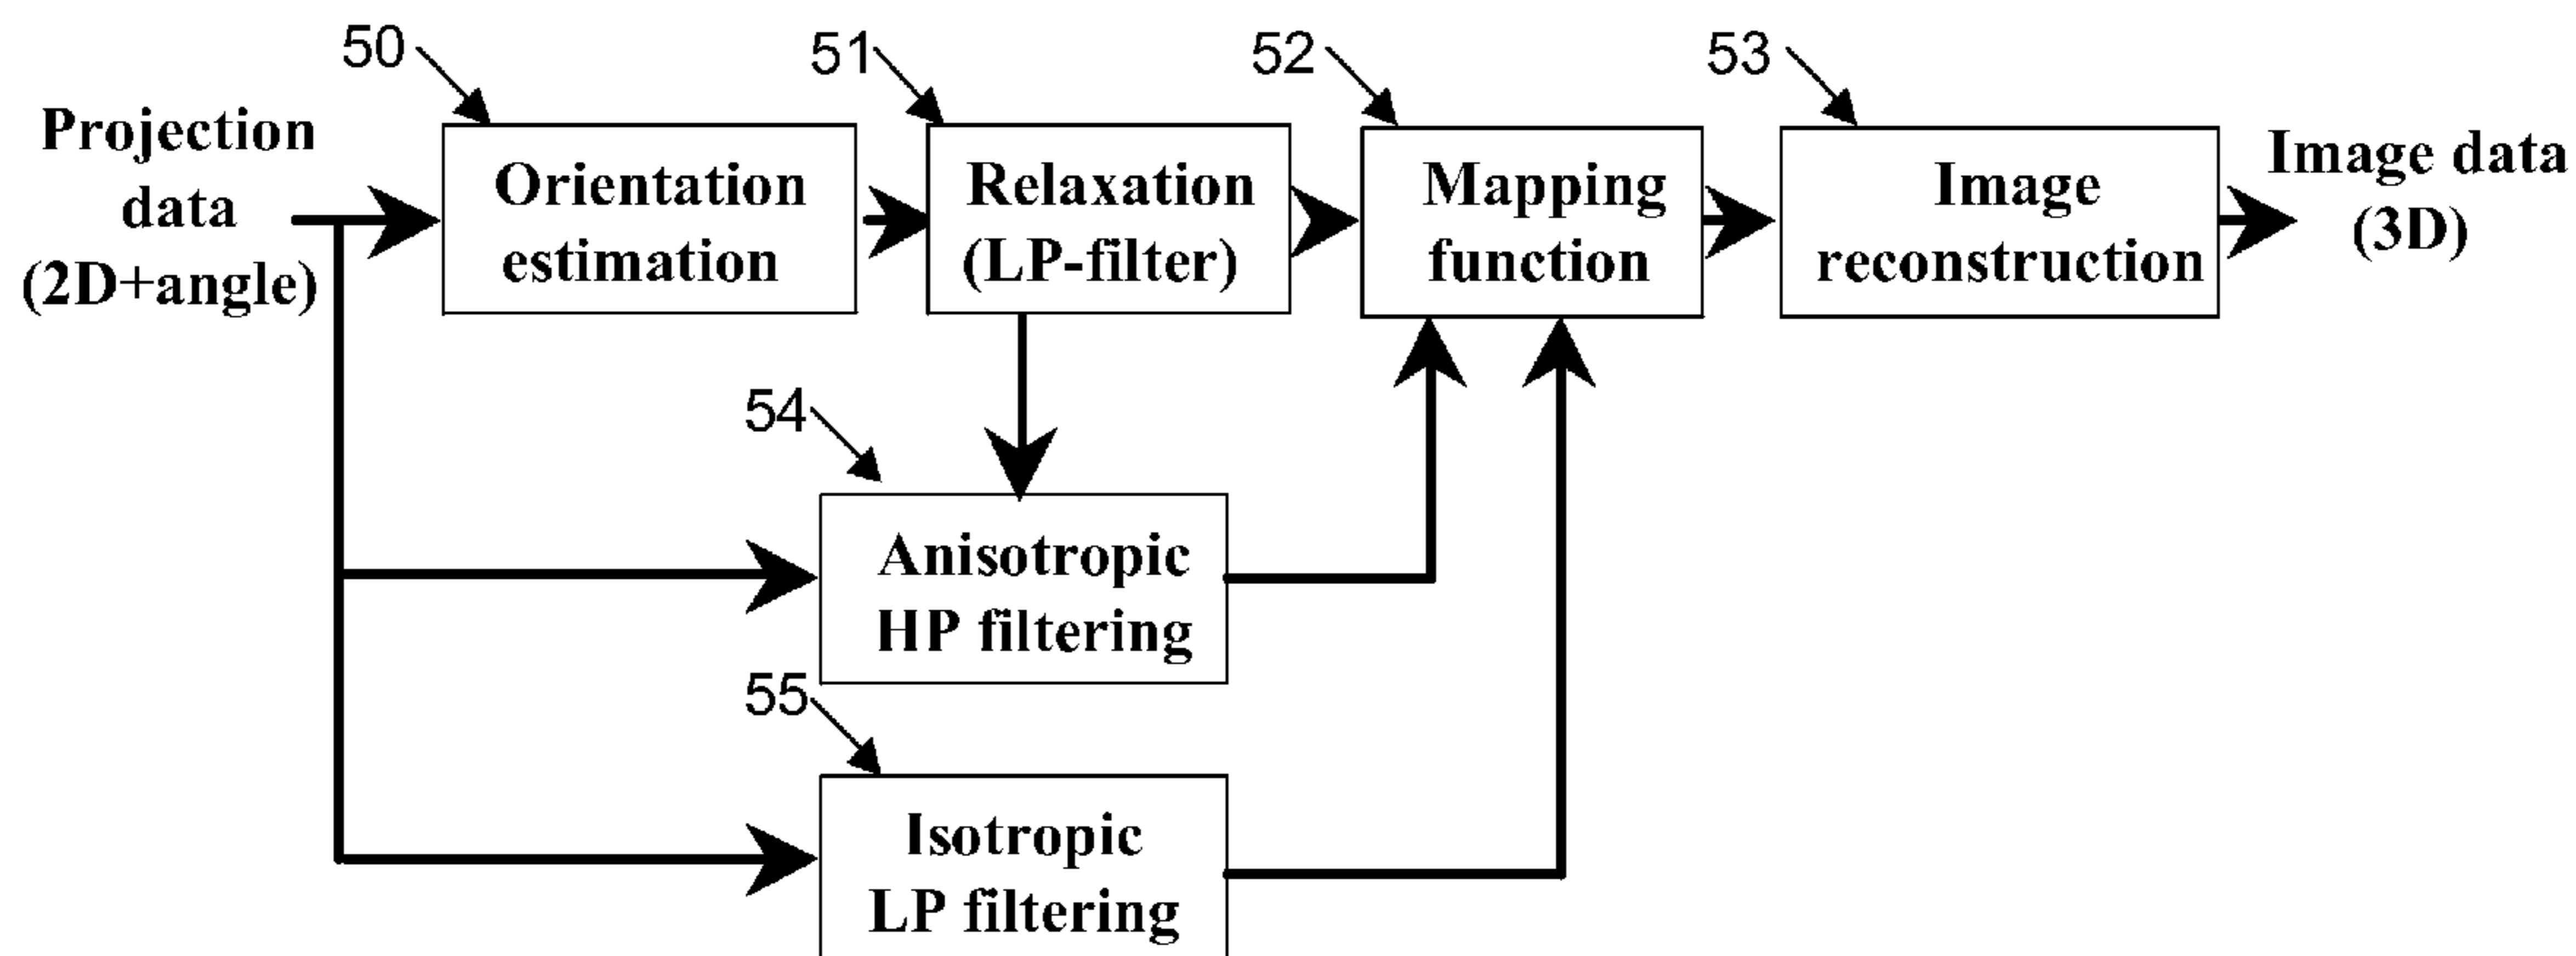 50
51
52
53
Projection
data
(2D+angle)
Orientation
estimation
Relaxation
(LP-filter)
Mapping
function
Image
reconstruction
Image data
(3D)
54
Anisotropic
HP filtering
55
Isotropic
LP filtering